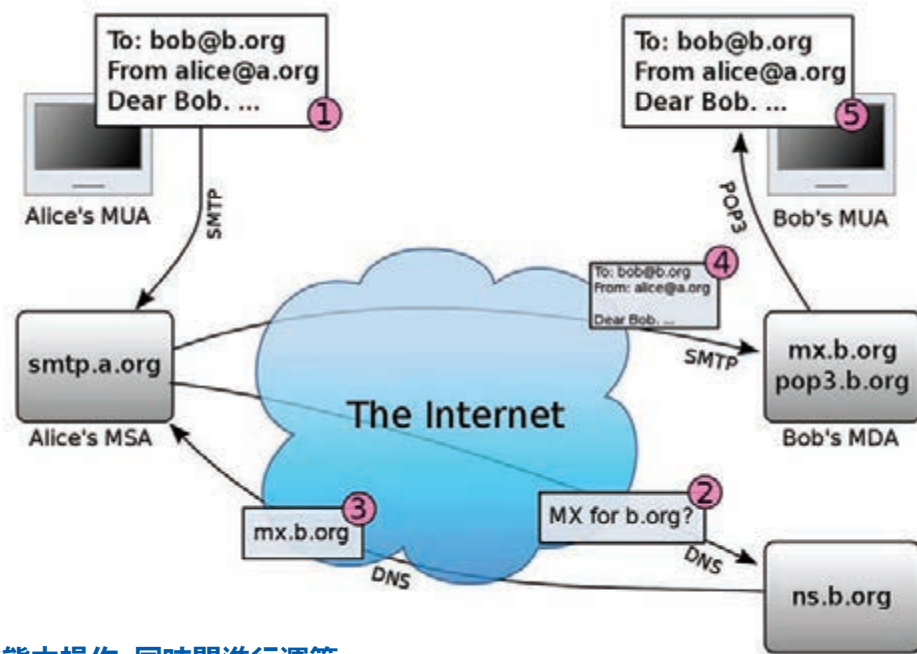 To: bob@b.org
From alice@a.org
Dear Bob. ...
1
To: bob@b.org
From alice@a.org
Dear Bob. ...
5
Alice's MUA
SMTP
POP3
Bob's MUA
To: bob@b.org
From: alice@a.org
Dear Bob. ...
4
smtp.a.org
Alice's MSA
The Internet
SMTP
mx.b.org
pop3.b.org
Bob's MDA
mx.b.org
3
MX for b.org?
2
DNS
DNS
ns.b.org